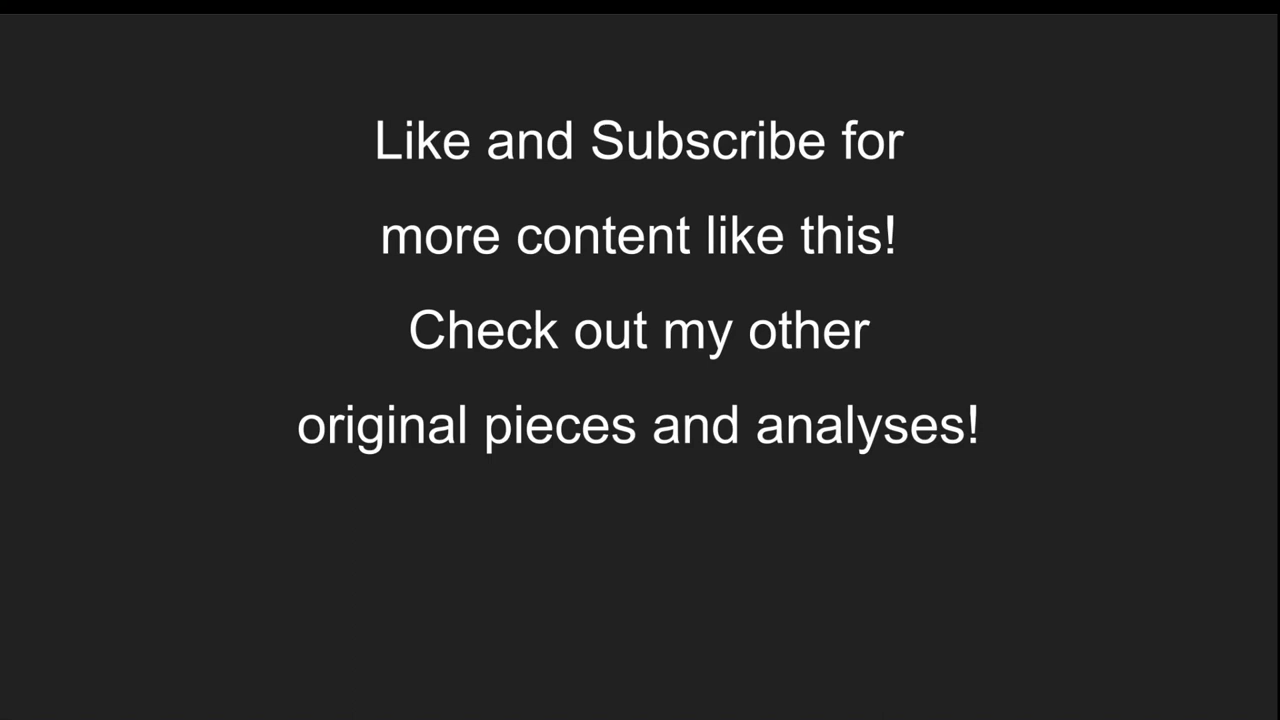 Like and Subscribe for
more content like this!
Check out my other
original pieces and analyses!